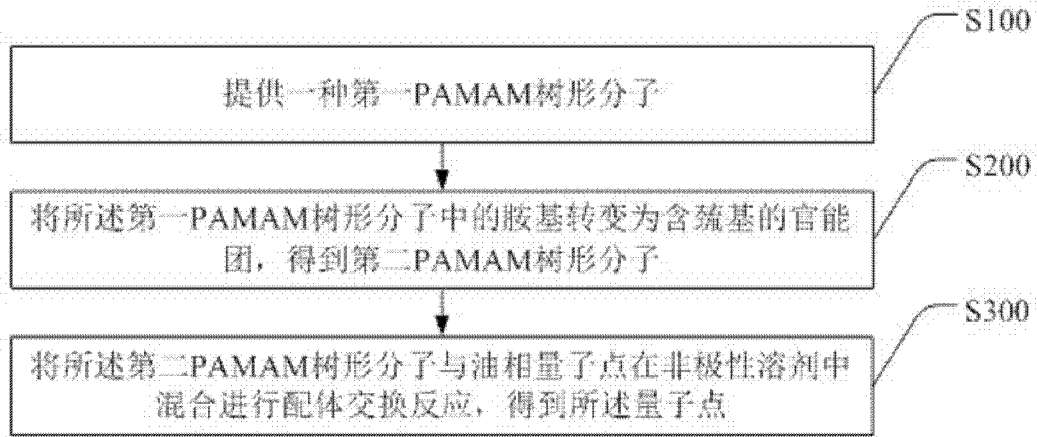 S100
提供一种第一PAMAM树形分子
S200
将所述第一PAMAM树形分子中的胺基转变为含巯基的官能
团，得到第二PAMAM树形分子
S300
将所述第二PAMAM树形分子与油相量子点在非极性溶剂中
混合进行配体交换反应，得到所述量子点